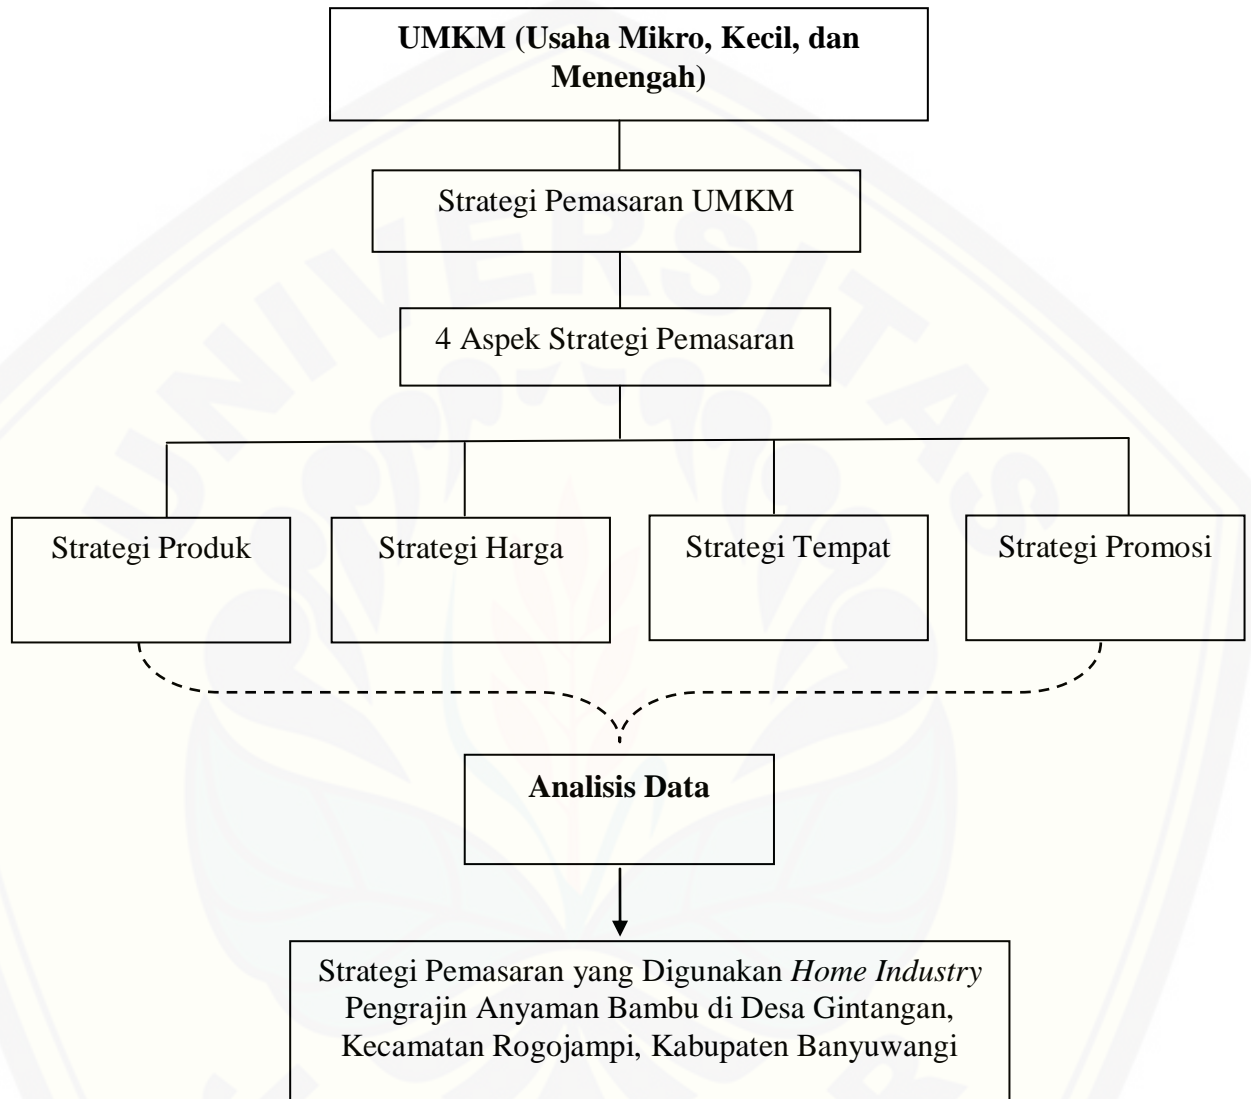 UMKM (Usaha Mikro, Kecil, dan
Menengah)
Strategi Pemasaran UMKM
4 Aspek Strategi Pemasaran
Strategi Produk
Strategi Harga
Strategi Tempat
Strategi Promosi
Analisis Data
Strategi Pemasaran yang Digunakan Home Industry
Pengrajin Anyaman Bambu di Desa Gintangan,
Kecamatan Rogojampi, Kabupaten Banyuwangi
UNIVERSITAS